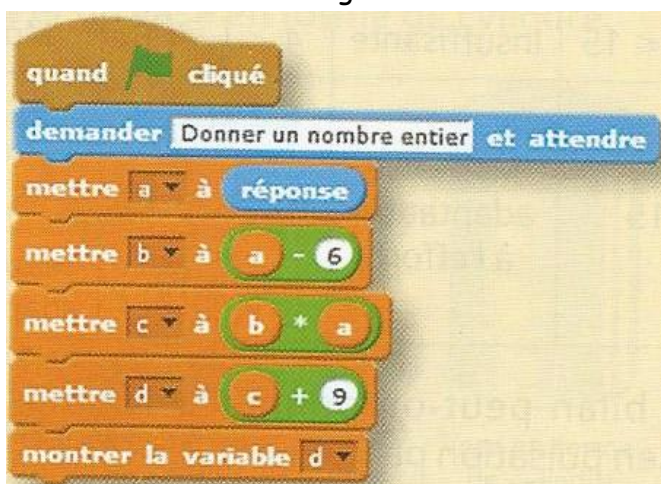 quand cliqué
demander Donner un nombre entier et attendre
mettre a à réponse
mettre b à a - 6
mettre c à b * a
mettre d à c + 9
montrer la variable d